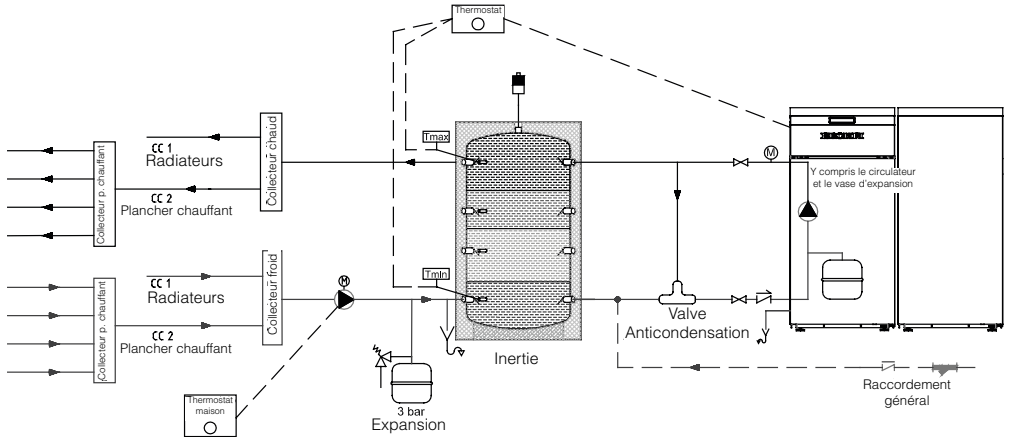 Thermostat
Tmax
CC 1
Radiateurs
Collecteur chaud
Collecteur p. chauffant
CC 2
Plancher chauffant
M
Y compris le circulateur
et le vase d'expansion
CC 1
Radiateurs
Collecteur froid
Collecteur p. chauffant
CC 2
Plancher chauffant
M
TmIn
Valve
Anticondensation
Inertie
Thermostat
maison
3 bar
Expansion
Raccordement
général